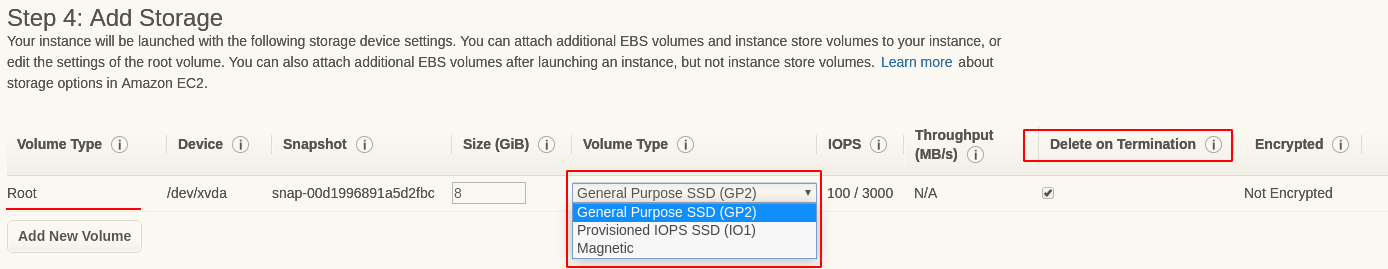 Step 4: Add Storage
Your instance will be launched with the following storage device settings. You can attach additional EBS volumes and instance store volumes to your instance, or
edit the settings of the root volume. You can also attach additional EBS volumes after launching an instance, but not instance store volumes. Learn more about
storage options in Amazon EC2.
Volume Type i Device i Snapshot i Size (GiB) i Volume Type i IOPS i Throughput (MB/s) i Delete on Termination i Encrypted i
Root /dev/xvda snap-00d1996891a5d2fbc 8 General Purpose SSD (GP2) 100 / 3000 N/A Not Encrypted
General Purpose SSD (GP2)
Provisioned IOPS SSD (IO1)
Magnetic
Add New Volume